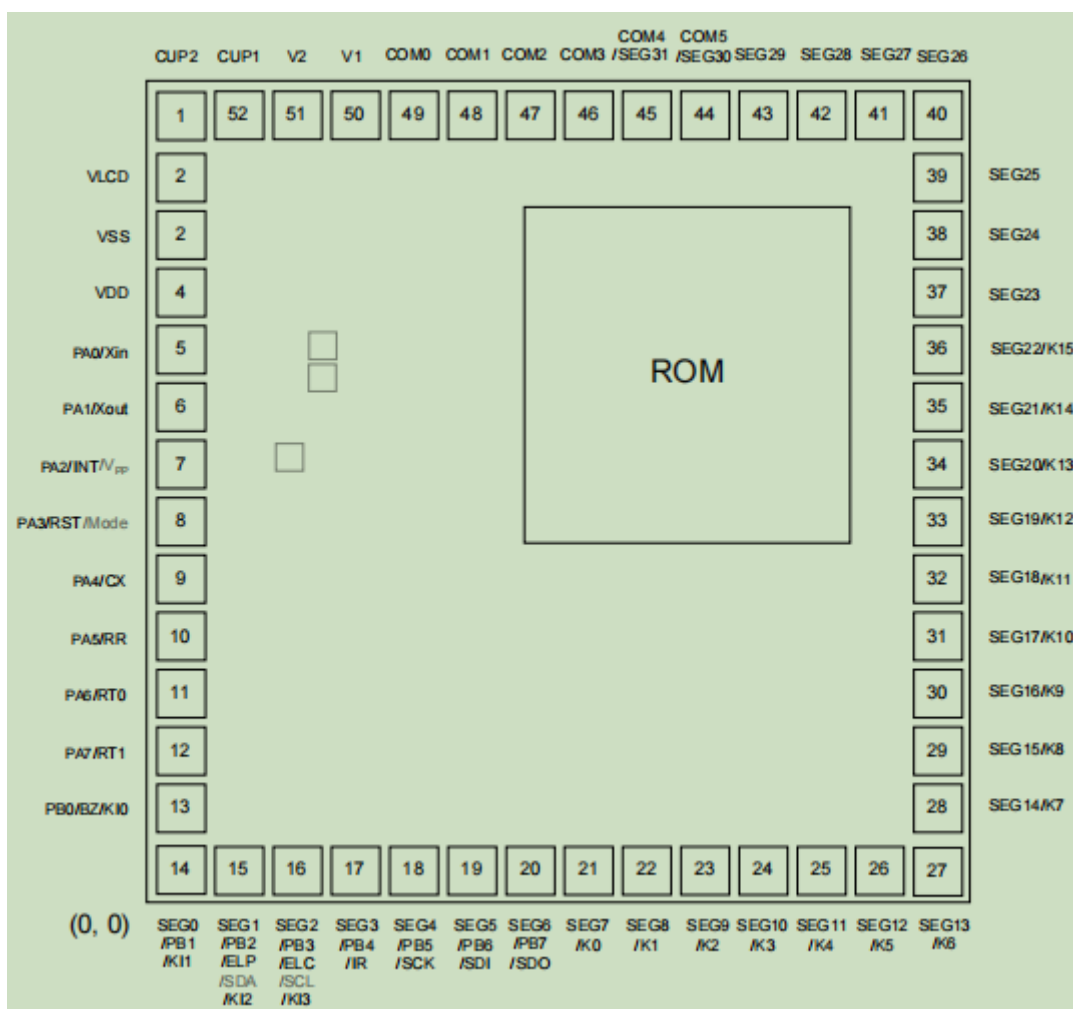 COM4 COM5
CUP2 CUP1 V2 V1 COM0 COM1 COM2 COM3 /SEG31 /SEG30 SEG29 SEG28 SEG27 SEG26
1 52 51 50 49 48 47 46 45 44 43 42 41 40
VLCD 2 39 SEG25
VSS 2 38 SEG24
VDD 4 37 SEG23
PA0/Xin 5 36 SEG22/K15
ROM
PA1/Xout 6 35 SEG21/K14
PA2/INT/VPP 7 34 SEG20/K13
PA3/RST/Mode 8 33 SEG19/K12
PA4/CX 9 32 SEG18/K11
PA5/RR 10 31 SEG17/K10
PA6/RT0 11 30 SEG16/K9
PA7/RT1 12 29 SEG15/K8
PB0/BZ/KI0 13 28 SEG14/K7
14 15 16 17 18 19 20 21 22 23 24 25 26 27
(0, 0) SEG0 SEG1 SEG2 SEG3 SEG4 SEG5 SEG6 SEG7 SEG8 SEG9 SEG10 SEG11 SEG12 SEG13
/PB1 /PB2 /PB3 /PB4 /PB5 /PB6 /PB7 /K0 /K1 /K2 /K3 /K4 /K5 /K6
/KI1 /ELP /ELC /IR /SCK /SDI /SDO
/SDA /SCL
/KI2 /KI3